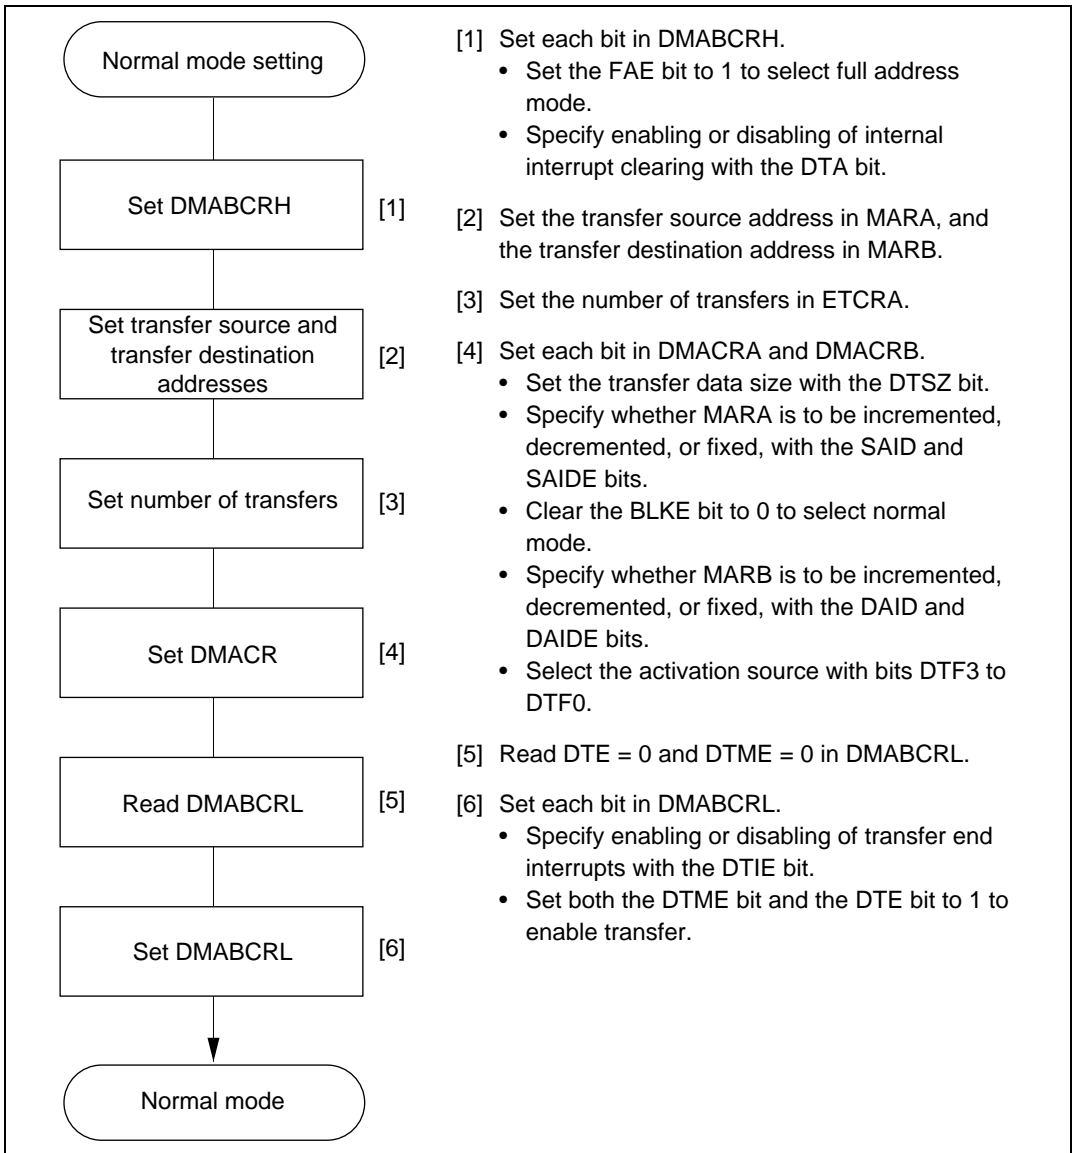 Normal mode setting
Set DMABCRH
[1]
Set transfer source and
transfer destination
addresses
[2]
Set number of transfers
[3]
Set DMACR
[4]
Read DMABCRL
[5]
Set DMABCRL
[6]
Normal mode
[1] Set each bit in DMABCRH.
• Set the FAE bit to 1 to select full address
mode.
• Specify enabling or disabling of internal
interrupt clearing with the DTA bit.
[2] Set the transfer source address in MARA, and
the transfer destination address in MARB.
[3] Set the number of transfers in ETCRA.
[4] Set each bit in DMACRA and DMACRB.
• Set the transfer data size with the DTSZ bit.
• Specify whether MARA is to be incremented,
decremented, or fixed, with the SAID and
SAIDE bits.
• Clear the BLKE bit to 0 to select normal
mode.
• Specify whether MARB is to be incremented,
decremented, or fixed, with the DAID and
DAIDE bits.
• Select the activation source with bits DTF3 to
DTF0.
[5] Read DTE = 0 and DTME = 0 in DMABCRL.
[6] Set each bit in DMABCRL.
• Specify enabling or disabling of transfer end
interrupts with the DTIE bit.
• Set both the DTME bit and the DTE bit to 1 to
enable transfer.